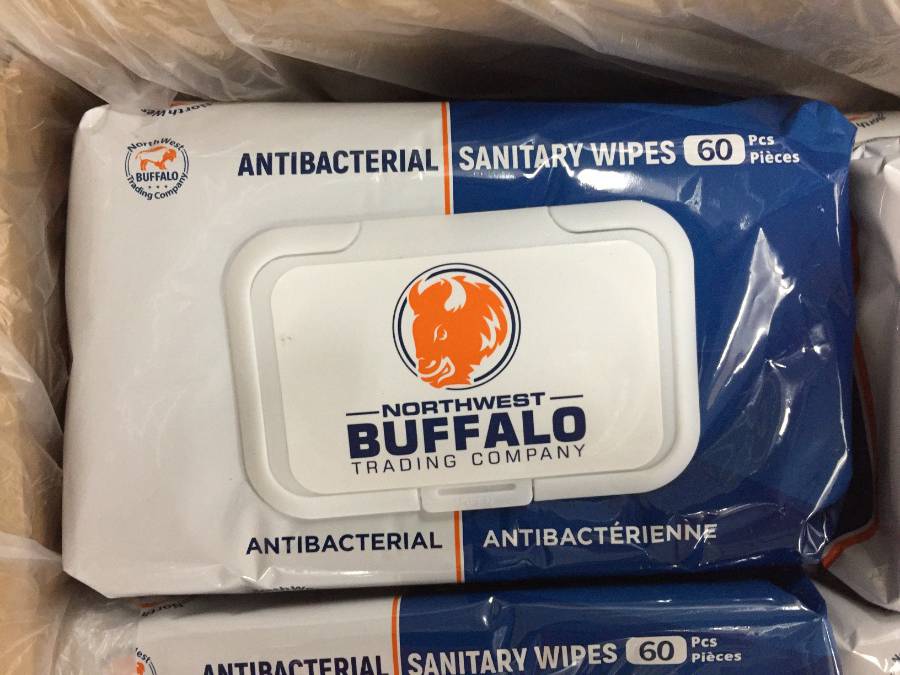 NorthWest
BUFFALO
Trading Company
ANTIBACTERIAL SANITARY WIPES 60 Pcs
Pièces
NORTHWEST
BUFFALO
TRADING COMPANY
ANTIBACTERIAL ANTIBACTÉRIENNE
ANTIBACTERIAL SANITARY WIPES 60 Pcs
Pièces